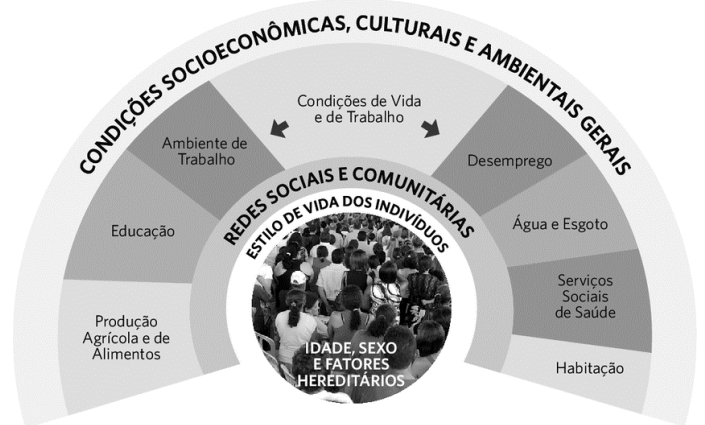 CONDIÇÕES SOCIOECONÔMICAS, CULTURAIS E AMBIENTAIS GERAIS
Condições de Vida
e de Trabalho
Ambiente de
Trabalho
Desemprego
Educação
Água e Esgoto
Produção
Agrícola e de
Alimentos
Serviços
Sociais
de Saúde
Habitação
REDES SOCIAIS E COMUNITÁRIAS
ESTILO DE VIDA DOS INDIVÍDUOS
IDADE, SEXO
E FATORES
HEREDITÁRIOS